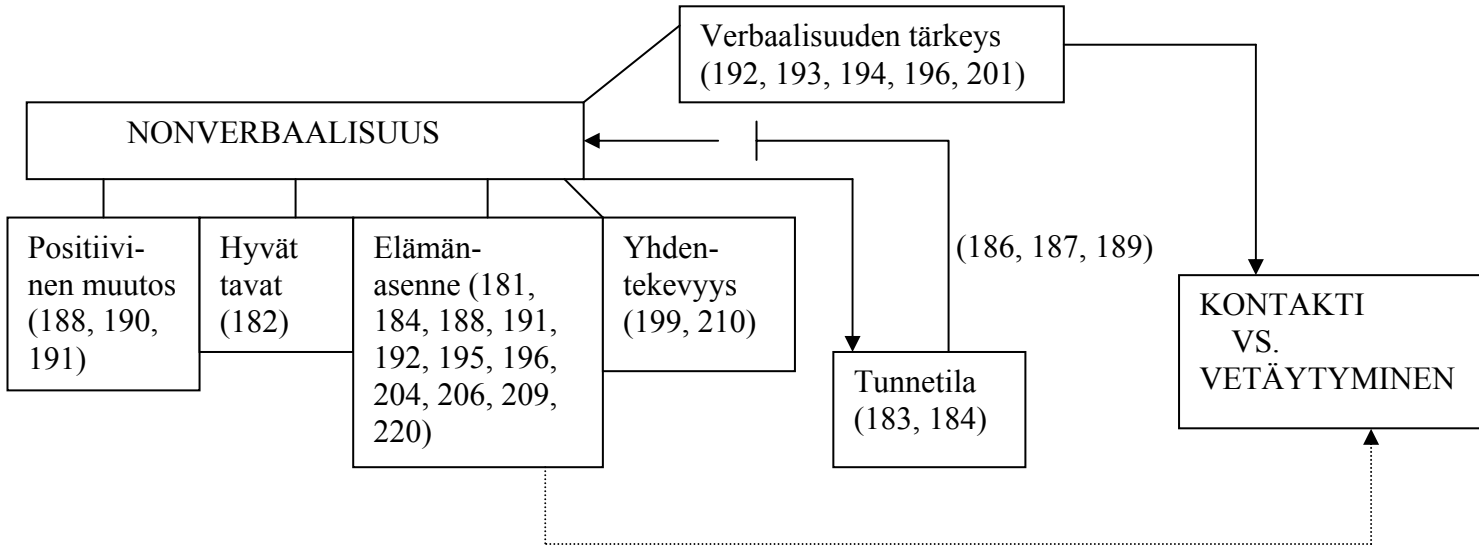 Verbaalisuuden tärkeys
(192, 193, 194, 196, 201)
NONVERBAALISUUS
Positiivi-
nen muutos
(188, 190,
191)
Hyvät
tavat
(182)
Elämän-
asenne (181,
184, 188, 191,
192, 195, 196,
204, 206, 209,
220)
Yhden-
tekevyys
(199, 210)
(186, 187, 189)
Tunnetila
(183, 184)
KONTAKTI
VS.
VETÄYTYMINEN